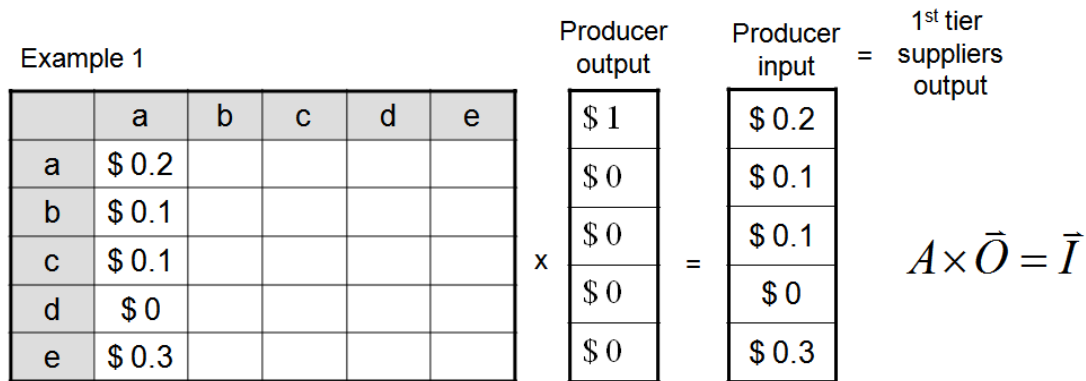 Example 1
a b c d e
a $ 0.2
b $ 0.1
c $ 0.1
d $ 0
e $ 0.3
x
Producer
output
$ 1
$ 0
$ 0
$ 0
$ 0
=
Producer
input
$ 0.2
$ 0.1
$ 0.1
$ 0
$ 0.3
=
1st tier
suppliers
output
A × O⃗ = I⃗